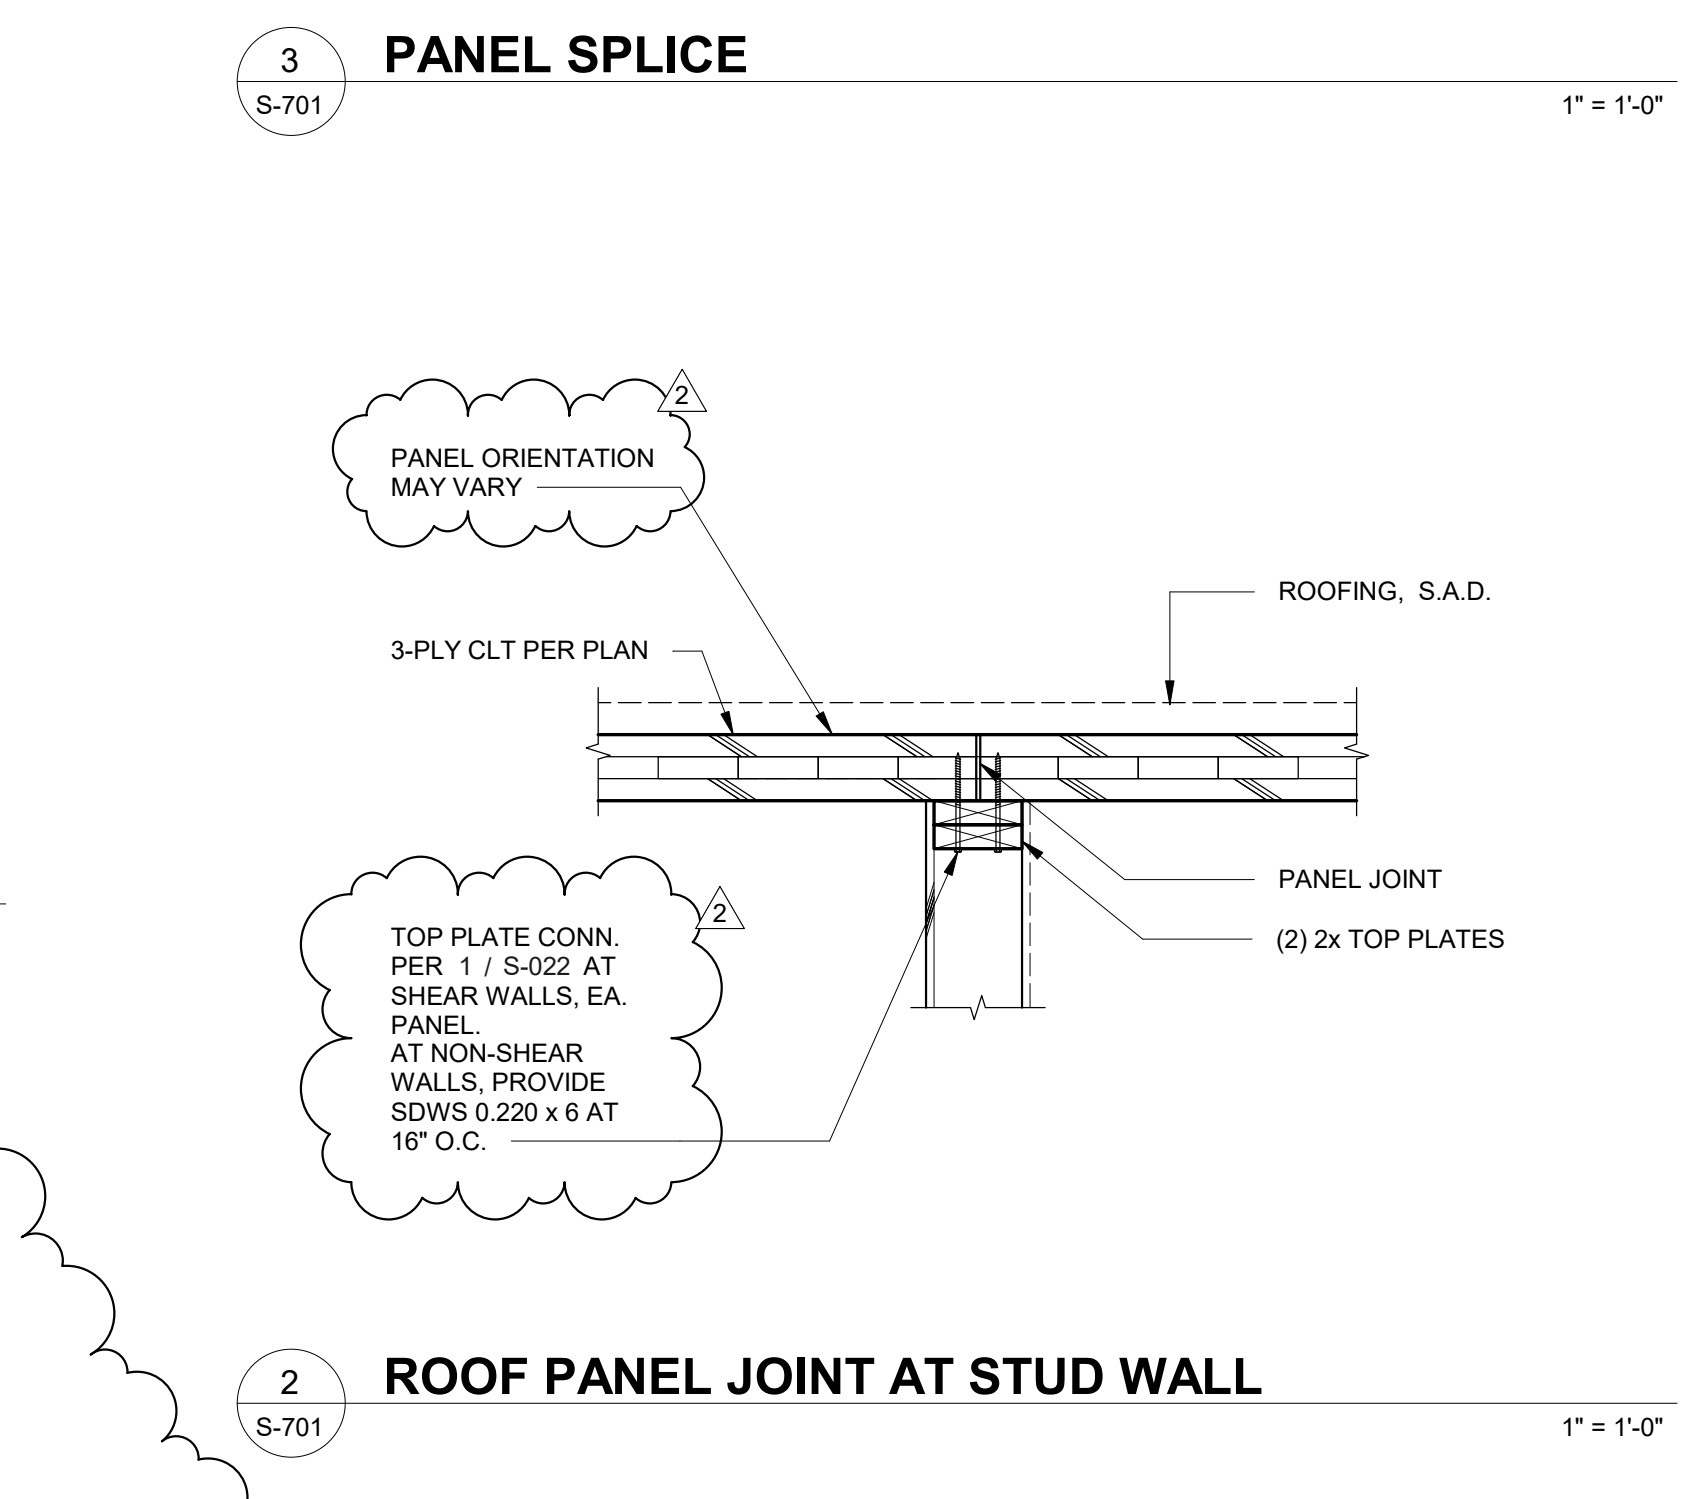 3
PANEL SPLICE
S-701
1" = 1'-0"
2
PANEL ORIENTATION
MAY VARY
ROOFING, S.A.D.
3-PLY CLT PER PLAN
PANEL JOINT
(2) 2x TOP PLATES
2
TOP PLATE CONN.
PER 1 / S-022 AT
SHEAR WALLS, EA.
PANEL.
AT NON-SHEAR
WALLS, PROVIDE
SDWS 0.220 x 6 AT
16" O.C.
2
ROOF PANEL JOINT AT STUD WALL
S-701
1" = 1'-0"